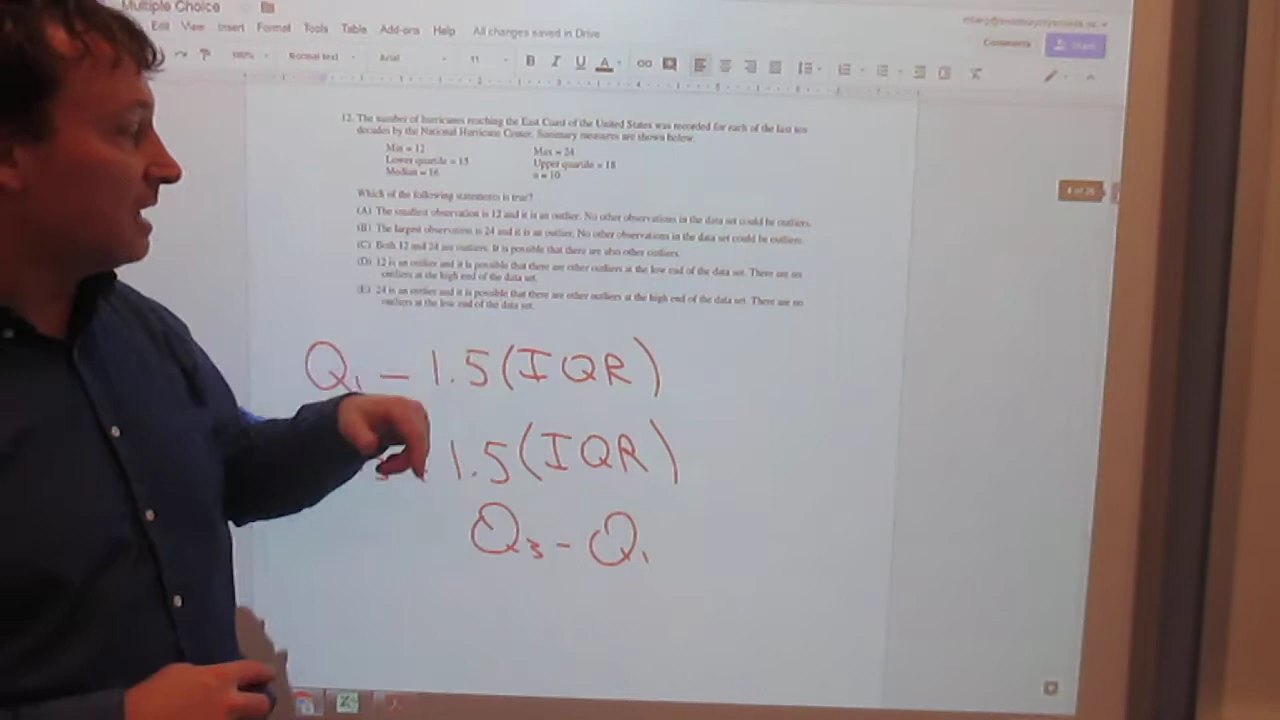 Multiple Choice
Edit View Insert Format Tools Table Add-ons Help All changes saved in Drive
Comments Share
100% Normal text Arial 11 B I U A
12. The number of hurricanes reaching the East Coast of the United States was recorded for each of the last ten
decades by the National Hurricane Center. Summary measures are shown below.
Min = 12 Max = 24
Lower quartile = 15 Upper quartile = 18
Median = 16 n = 10
Which of the following statements is true?
(A) The smallest observation is 12 and it is an outlier. No other observations in the data set could be outliers.
(B) The largest observation is 24 and it is an outlier. No other observations in the data set could be outliers.
(C) Both 12 and 24 are outliers. It is possible that there are also other outliers.
(D) 12 is an outlier and it is possible that there are other outliers at the low end of the data set. There are no
outliers at the high end of the data set.
(E) 24 is an outlier and it is possible that there are other outliers at the high end of the data set. There are no
outliers at the low end of the data set.
Q1 − 1.5(IQR)
1.5(IQR)
Q3 − Q1